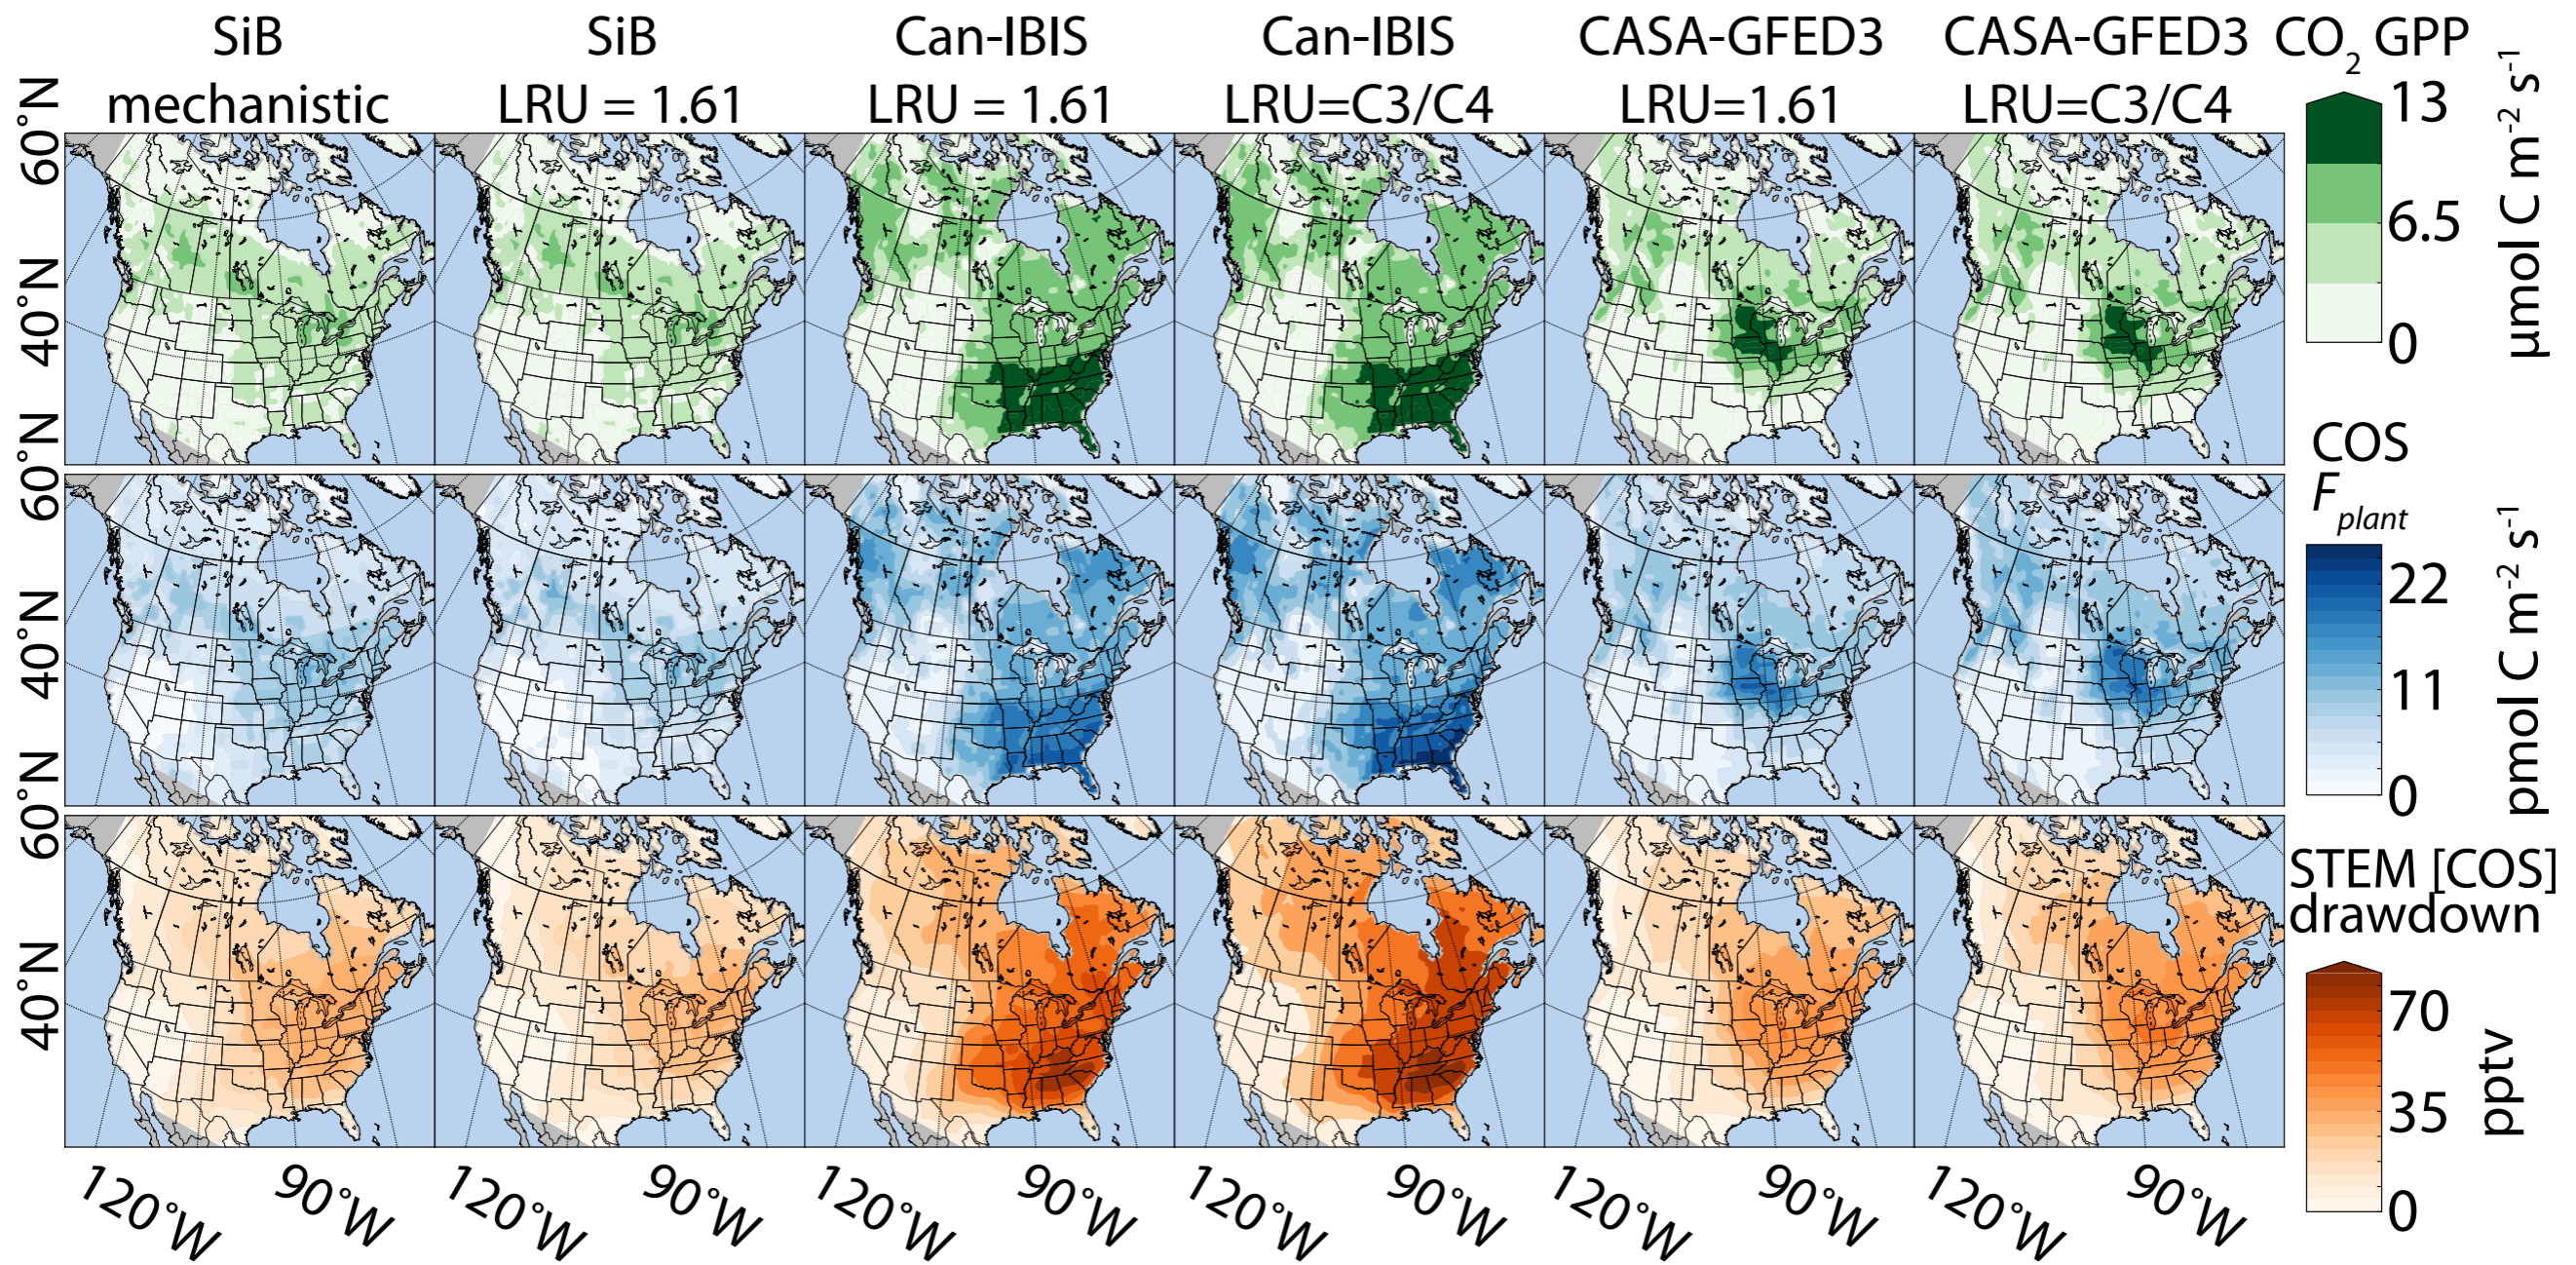 SiB
mechanistic
SiB
LRU = 1.61
Can-IBIS
LRU = 1.61
Can-IBIS
LRU=C3/C4
CASA-GFED3
LRU=1.61
CASA-GFED3
LRU=C3/C4
CO2 GPP
13
6.5
0
µmol C m-2 s-1
60°N
40°N
COS
Fplant
22
11
0
pmol C m-2 s-1
60°N
40°N
STEM [COS]
drawdown
70
35
0
pptv
60°N
40°N
120°W
90°W
120°W
90°W
120°W
90°W
120°W
90°W
120°W
90°W
120°W
90°W